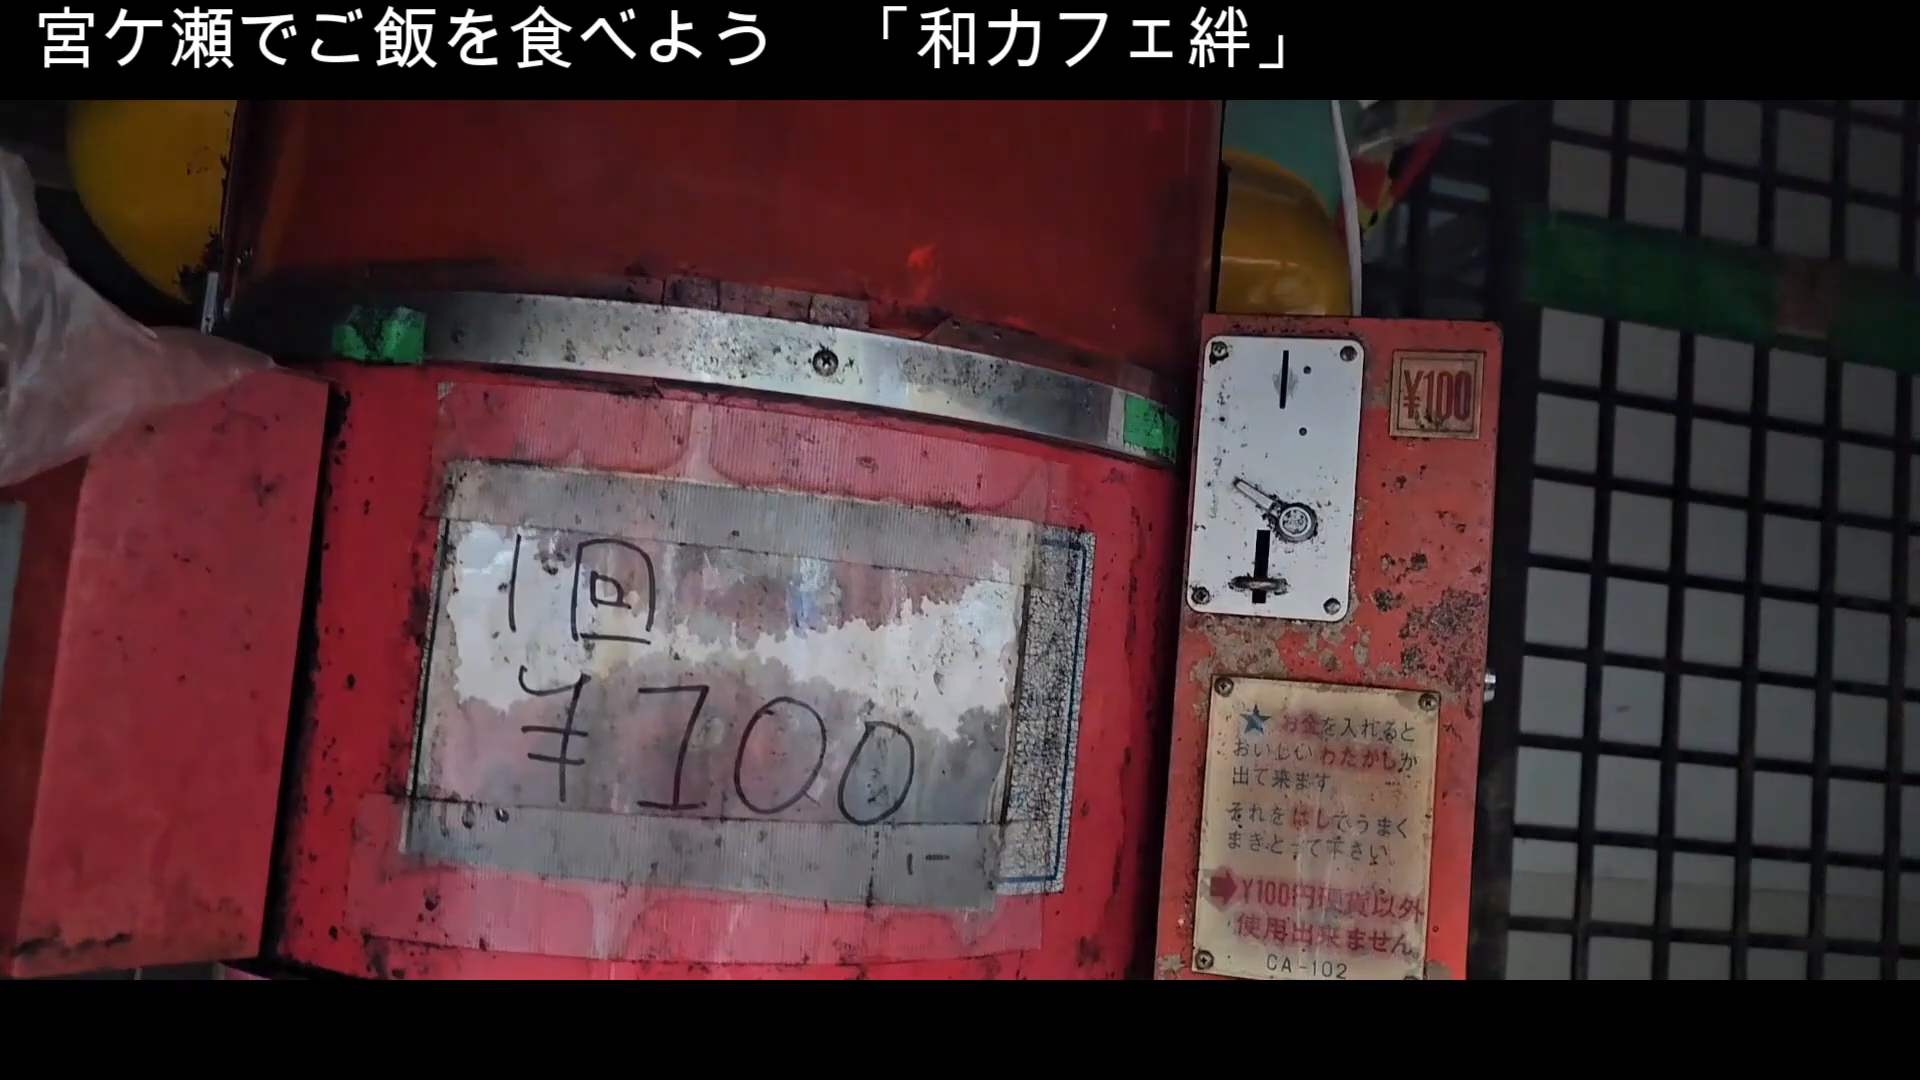 宮ケ瀬でご飯を食べよう 「和カフェ絆」
1回
¥100
¥100
★お金を入れると
おいしいわたがしが
出て来ます
それをはしでうまく
まきとって下さい。
➡¥100円硬貨以外
使用出来ません。
CA-102